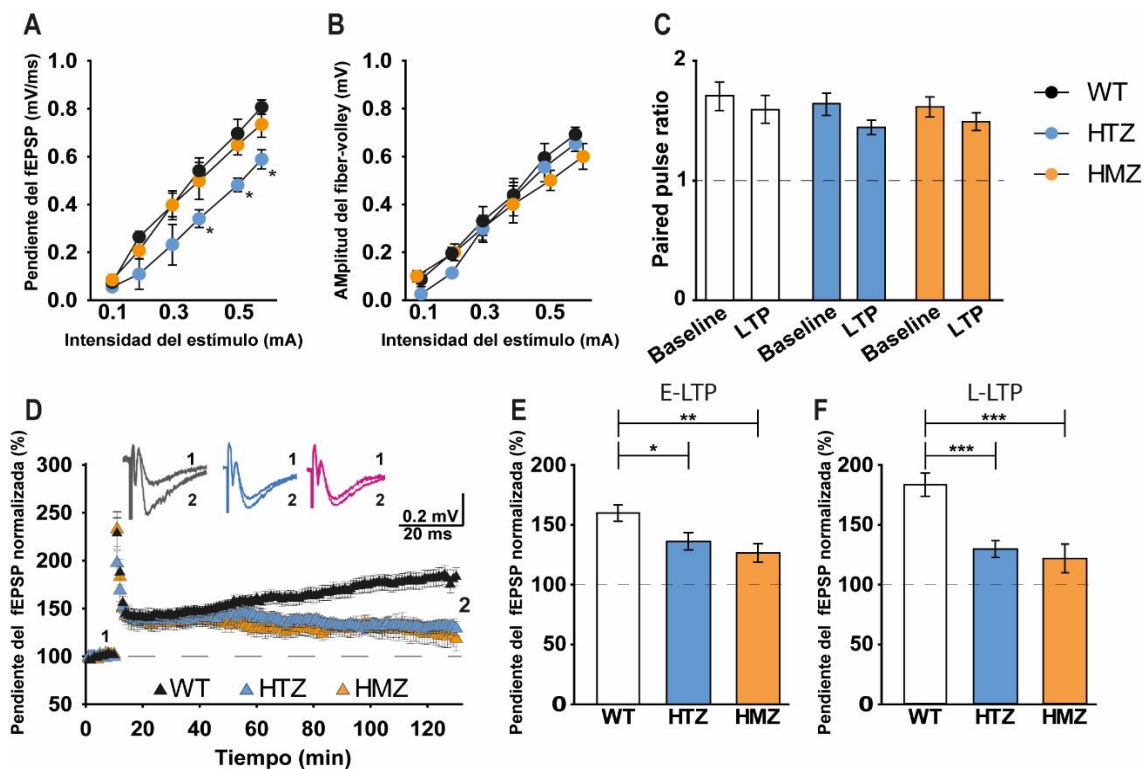 A
Pendiente del fEPSP (mV/ms)
1.0
0.8
0.6
0.4
0.2
0.0
0.1
0.3
0.5
*
*
*
Intensidad del estímulo (mA)
B
AMplitud del fiber-volley (mV)
1.0
0.8
0.6
0.4
0.2
0.0
0.1
0.3
0.5
Intensidad del estímulo (mA)
C
Paired pulse ratio
2
1
0
Baseline
LTP
Baseline
LTP
Baseline
LTP
WT
HTZ
HMZ
D
Pendiente del fEPSP normalizada (%)
300
250
200
150
100
50
1
2
1
2
1
2
0.2 mV
20 ms
1
2
WT
HTZ
HMZ
0
20
40
60
80
100
120
Tiempo (min)
E
E-LTP
**
*
Pendiente del fEPSP normalizada (%)
200
150
100
50
0
WT
HTZ
HMZ
F
L-LTP
***
***
Pendiente del fEPSP normalizada (%)
200
150
100
50
0
WT
HTZ
HMZ